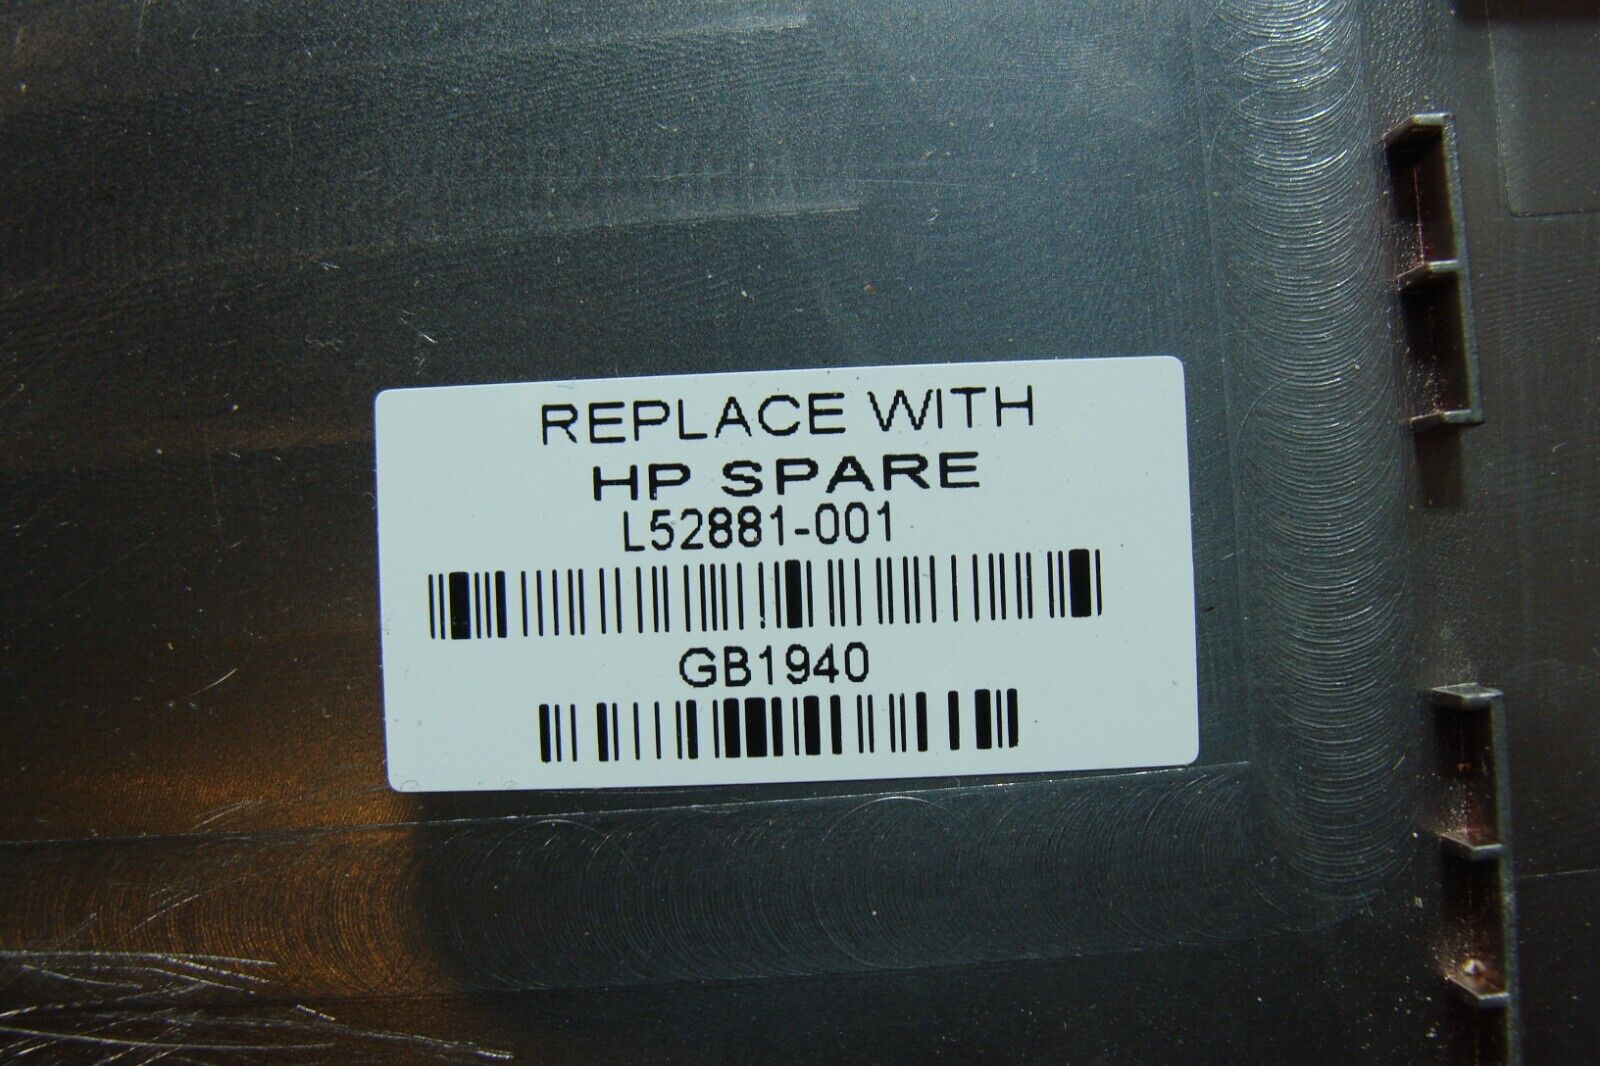 REPLACE WITH
HP SPARE
L52881-001
GB1940